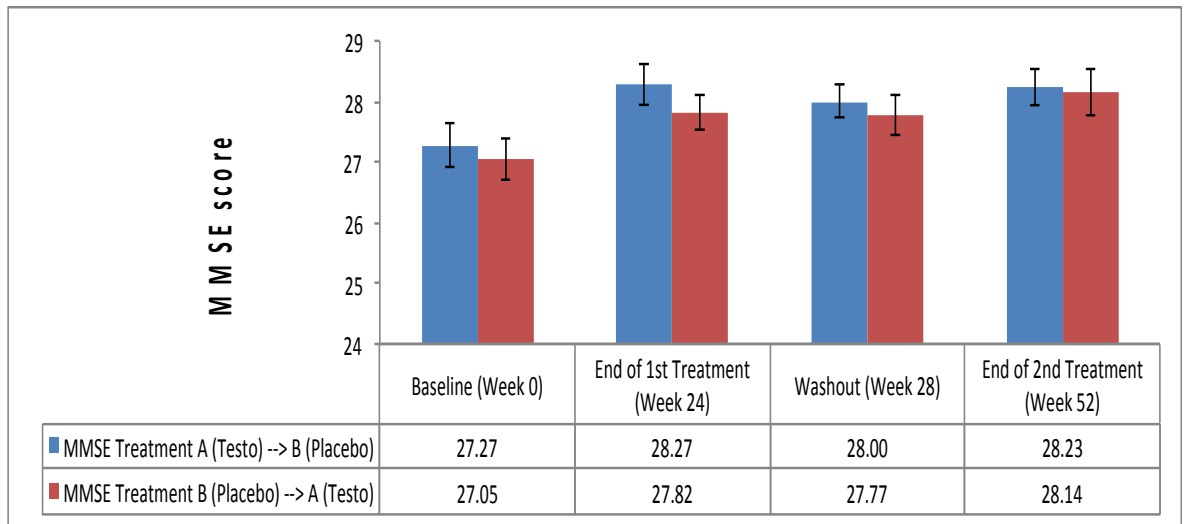 MMSE score
29
28
27
26
25
24
Baseline (Week 0)
End of 1st Treatment
(Week 24)
Washout (Week 28)
End of 2nd Treatment
(Week 52)
MMSE Treatment A (Testo) --> B (Placebo) 27.27 28.27 28.00 28.23
MMSE Treatment B (Placebo) --> A (Testo) 27.05 27.82 27.77 28.14